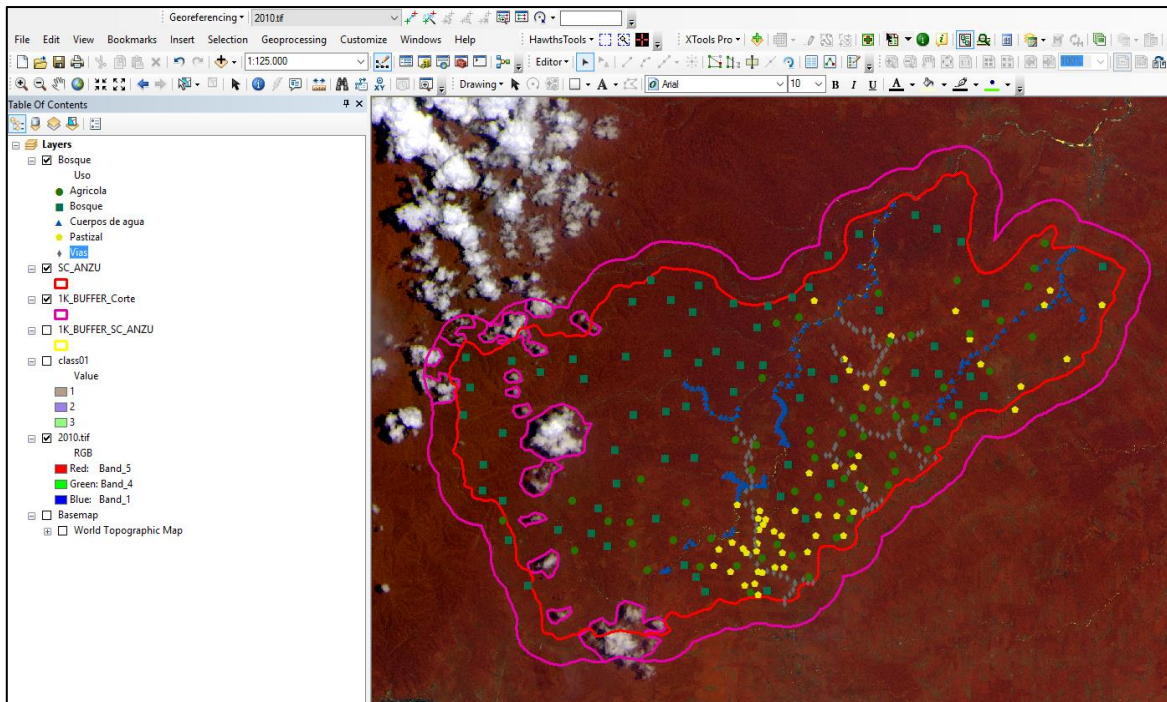 Georeferencing 2010.tif
File Edit View Bookmarks Insert Selection Geoprocessing Customize Windows Help HawthsTools XTools Pro
1:125.000 Editor 100%
Drawing A Arial 10 B I U A
Table Of Contents
Layers
Bosque
Uso
Agricola
Bosque
Cuerpos de agua
Pastizal
Vias
SC_ANZU
1K_BUFFER_Corte
1K_BUFFER_SC_ANZU
class01
Value
1
2
3
2010.tif
RGB
Red: Band_5
Green: Band_4
Blue: Band_1
Basemap
World Topographic Map